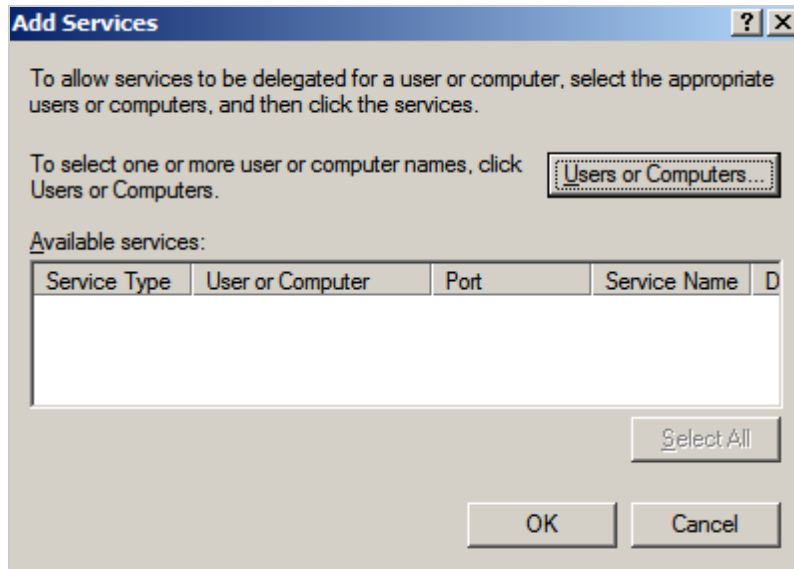 Add Services
To allow services to be delegated for a user or computer, select the appropriate
users or computers, and then click the services.
To select one or more user or computer names, click
Users or Computers.
Users or Computers...
Available services:
Service Type User or Computer Port Service Name D
Select All
OK Cancel